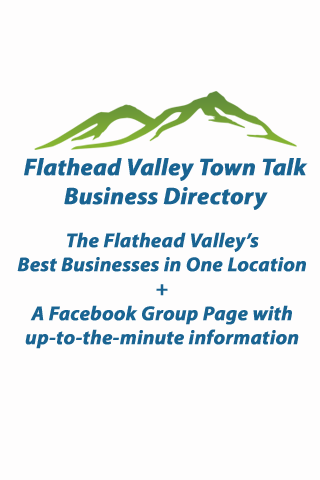 Flathead Valley Town Talk
Business Directory
The Flathead Valley's
Best Businesses in One Location
+
A Facebook Group Page with
up-to-the-minute information